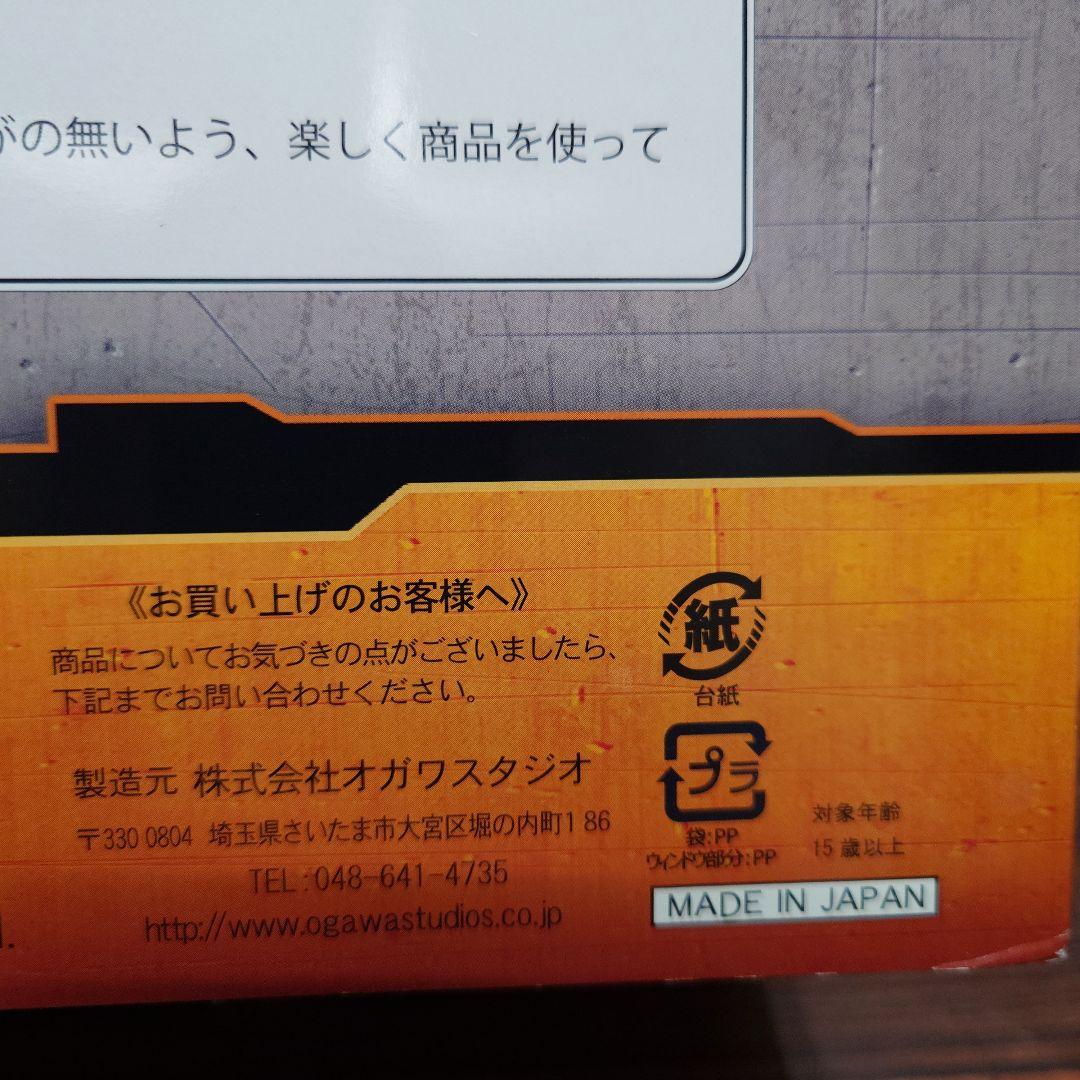 がの無いよう、楽しく商品を使って
《お買い上げのお客様へ》
商品についてお気づきの点がございましたら、
下記までお問い合わせください。
製造元 株式会社オガワスタジオ
〒330 0804 埼玉県さいたま市大宮区堀の内町1 86
TEL:048-641-4735
http://www.ogawastudios.co.jp
紙
台紙
プラ
袋:PP
ウィンドウ部分:PP
対象年齢
15歳以上
MADE IN JAPAN